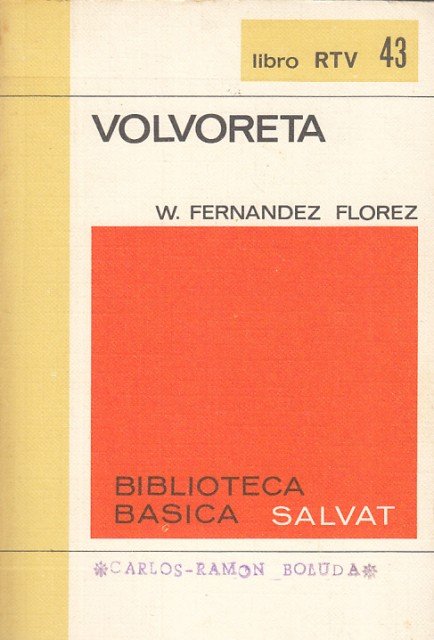 libro RTV 43
VOLVORETA
W. FERNANDEZ FLOREZ
BIBLIOTECA
BASICA SALVAT
*CARLOS-RAMON BOLUDA*